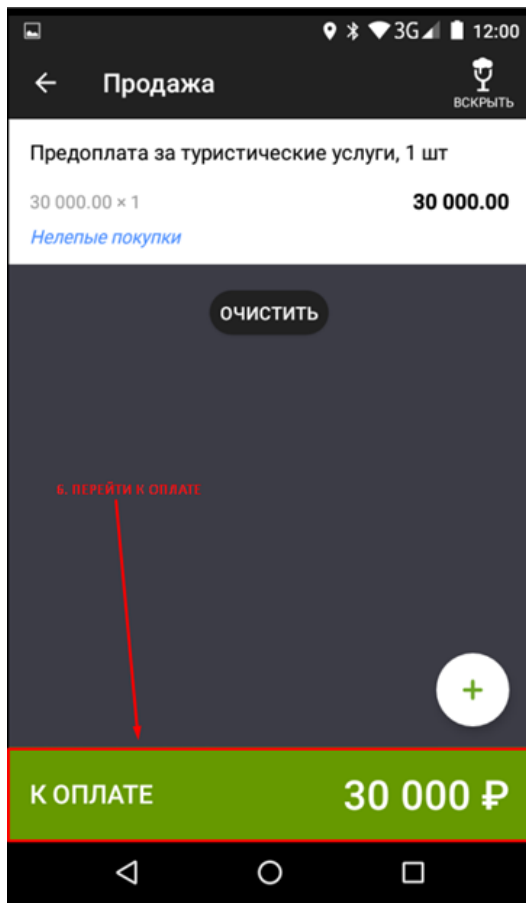 3G 12:00
Продажа
ВСКРЫТЬ
Предоплата за туристические услуги, 1 шт
30 000.00 × 1 30 000.00
Нелепые покупки
ОЧИСТИТЬ
6. ПЕРЕЙТИ К ОПЛАТЕ
+
К ОПЛАТЕ 30 000 ₽